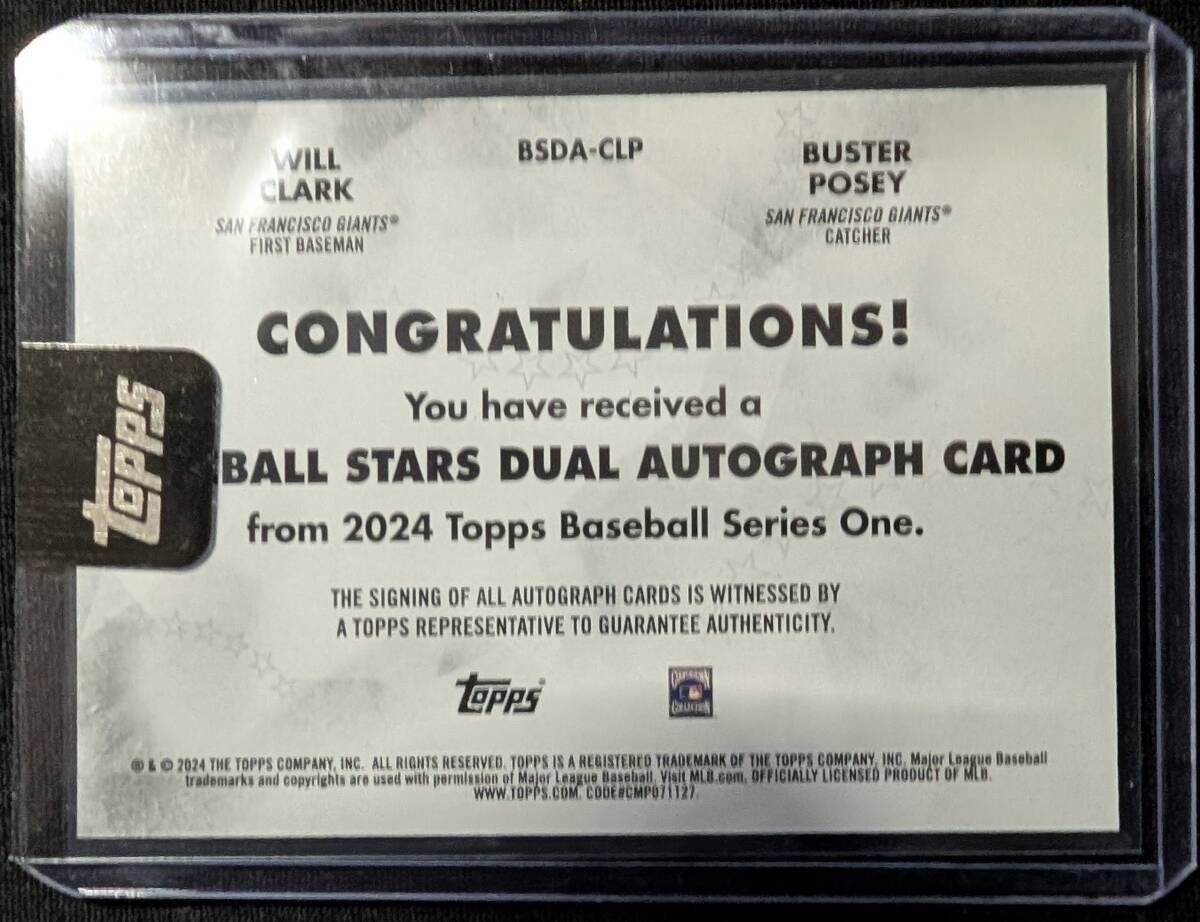 WILL
CLARK
SAN FRANCISCO GIANTS®
FIRST BASEMAN
BSDA-CLP
BUSTER
POSEY
SAN FRANCISCO GIANTS®
CATCHER
CONGRATULATIONS!
You have received a
BALL STARS DUAL AUTOGRAPH CARD
from 2024 Topps Baseball Series One.
THE SIGNING OF ALL AUTOGRAPH CARDS IS WITNESSED BY
A TOPPS REPRESENTATIVE TO GUARANTEE AUTHENTICITY.
Topps
Topps
® & © 2024 THE TOPPS COMPANY, INC. ALL RIGHTS RESERVED. TOPPS IS A REGISTERED TRADEMARK OF THE TOPPS COMPANY, INC. Major League Baseball
trademarks and copyrights are used with permission of Major League Baseball. Visit MLB.com. OFFICIALLY LICENSED PRODUCT OF MLB.
WWW.TOPPS.COM. CODE#CMP071127